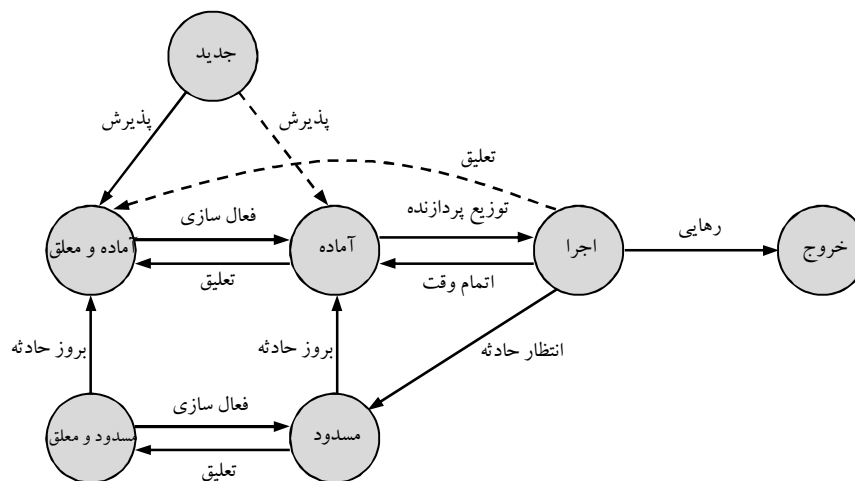 جدید
پذیرش
پذیرش
تعلیق
آماده و معلق
فعال سازی
تعلیق
آماده
توزیع پردازنده
اتمام وقت
اجرا
رهایی
خروج
بروز حادثه
بروز حادثه
انتظار حادثه
مسدود و معلق
فعال سازی
تعلیق
مسدود